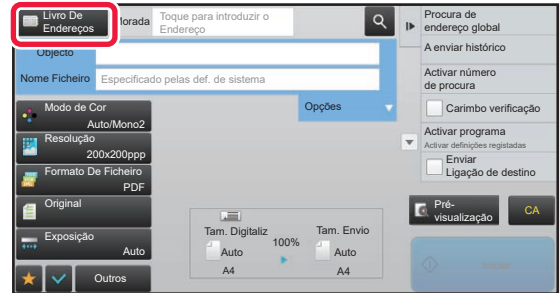 Livro De
Endereços
Morada
Toque para introduzir o
Endereço
Objecto
Nome Ficheiro
Especificado pelas def. de sistema
Opções
Modo de Cor
Auto/Mono2
Resolução
200x200ppp
Formato De Ficheiro
PDF
Original
Exposição
Auto
Outros
Tam. Digitaliz
Auto
A4
100%
Tam. Envio
Auto
A4
Procura de
endereço global
A enviar histórico
Activar número
de procura
Carimbo verificação
Activar programa
Activar definições registadas
Enviar
Ligação de destino
Pré-
visualização
CA
Iniciar